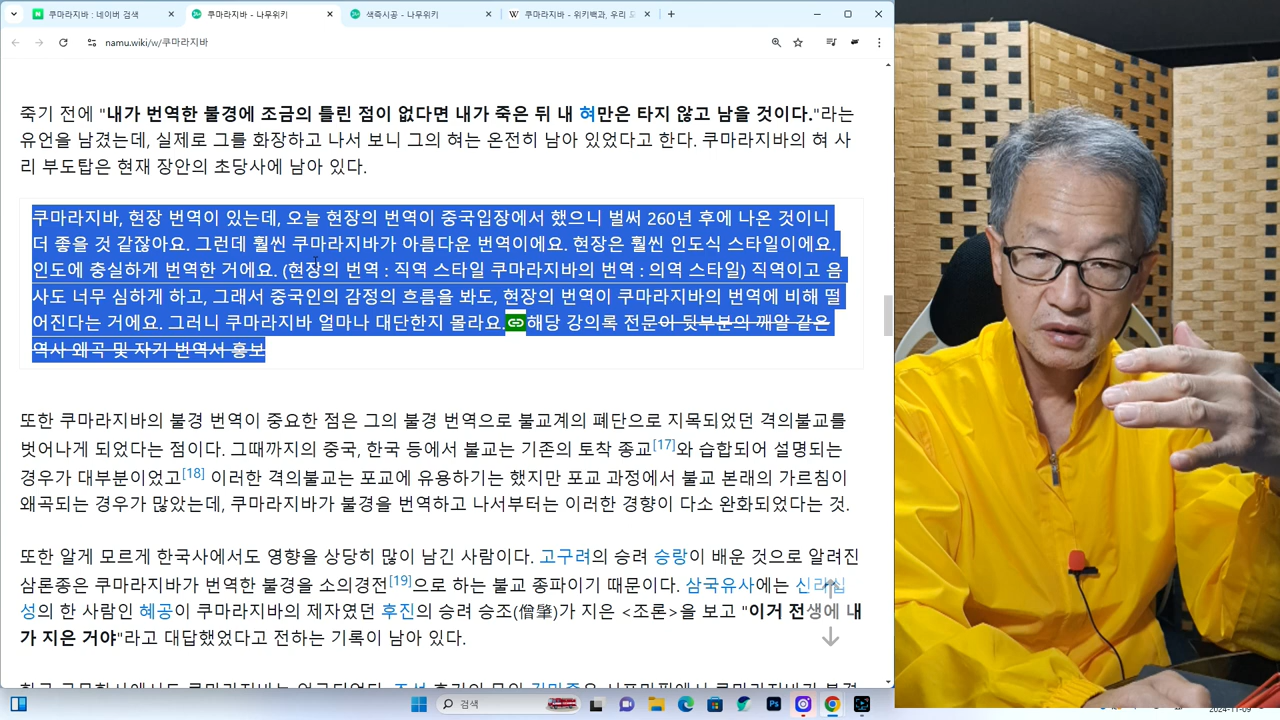 쿠마라지바 : 네이버 검색
쿠마라지바 - 나무위키
색즉시공 - 나무위키
쿠마라지바 - 위키백과, 우리 모
namu.wiki/w/쿠마라지바
죽기 전에 "내가 번역한 불경에 조금의 틀린 점이 없다면 내가 죽은 뒤 내 혀만은 타지 않고 남을 것이다."라는
유언을 남겼는데, 실제로 그를 화장하고 나서 보니 그의 혀는 온전히 남아 있었다고 한다. 쿠마라지바의 혀 사
리 부도탑은 현재 장안의 초당사에 남아 있다.
쿠마라지바, 현장 번역이 있는데, 오늘 현장의 번역이 중국입장에서 했으니 벌써 260년 후에 나온 것이니
더 좋을 것 같잖아요. 그런데 훨씬 쿠마라지바가 아름다운 번역이에요. 현장은 훨씬 인도식 스타일이에요.
인도에 충실하게 번역한 거에요. (현장의 번역 : 직역 스타일 쿠마라지바의 번역 : 의역 스타일) 직역이고 음
사도 너무 심하게 하고, 그래서 중국인의 감정의 흐름을 봐도, 현장의 번역이 쿠마라지바의 번역에 비해 떨
어진다는 거에요. 그러니 쿠마라지바 얼마나 대단한지 몰라요. 해당 강의록 전문이 뒷부분의 깨알 같은
역사 왜곡 및 자기 번역서 홍보
또한 쿠마라지바의 불경 번역이 중요한 점은 그의 불경 번역으로 불교계의 폐단으로 지목되었던 격의불교를
벗어나게 되었다는 점이다. 그때까지의 중국, 한국 등에서 불교는 기존의 토착 종교[17]와 습합되어 설명되는
경우가 대부분이었고[18] 이러한 격의불교는 포교에 유용하기는 했지만 포교 과정에서 불교 본래의 가르침이
왜곡되는 경우가 많았는데, 쿠마라지바가 불경을 번역하고 나서부터는 이러한 경향이 다소 완화되었다는 것.
또한 알게 모르게 한국사에서도 영향을 상당히 많이 남긴 사람이다. 고구려의 승려 승랑이 배운 것으로 알려진
삼론종은 쿠마라지바가 번역한 불경을 소의경전[19]으로 하는 불교 종파이기 때문이다. 삼국유사에는 신라십
성의 한 사람인 혜공이 쿠마라지바의 제자였던 후진의 승려 승조(僧肇)가 지은 <조론>을 보고 "이거 전생에 내
가 지은 거야"라고 대답했었다고 전하는 기록이 남아 있다.
검색
2024-11-09